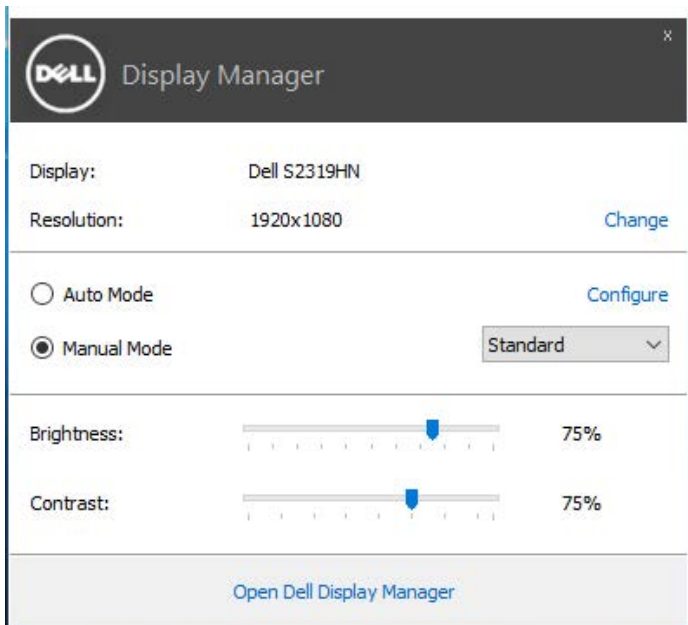 x
DELL Display Manager
Display: Dell S2319HN
Resolution: 1920x1080 Change
Auto Mode Configure
Manual Mode Standard
Brightness: 75%
Contrast: 75%
Open Dell Display Manager